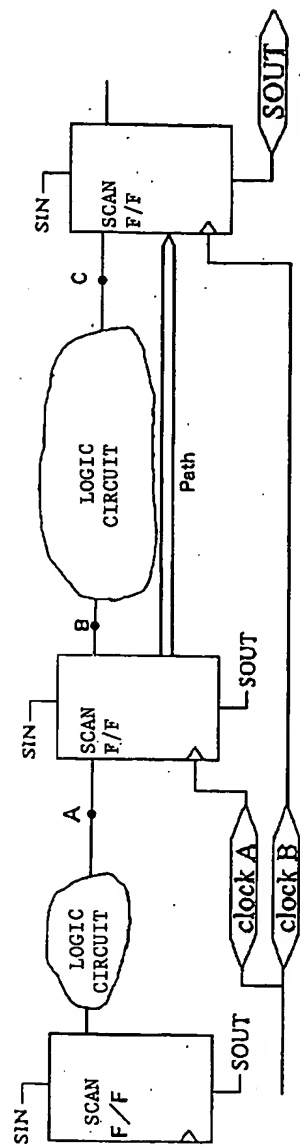 SIN
SCAN
F/F
SOUT
LOGIC
CIRCUIT
A
SIN
SCAN
F/F
SOUT
B
LOGIC
CIRCUIT
Path
C
SIN
SCAN
F/F
SOUT
clock A
clock B